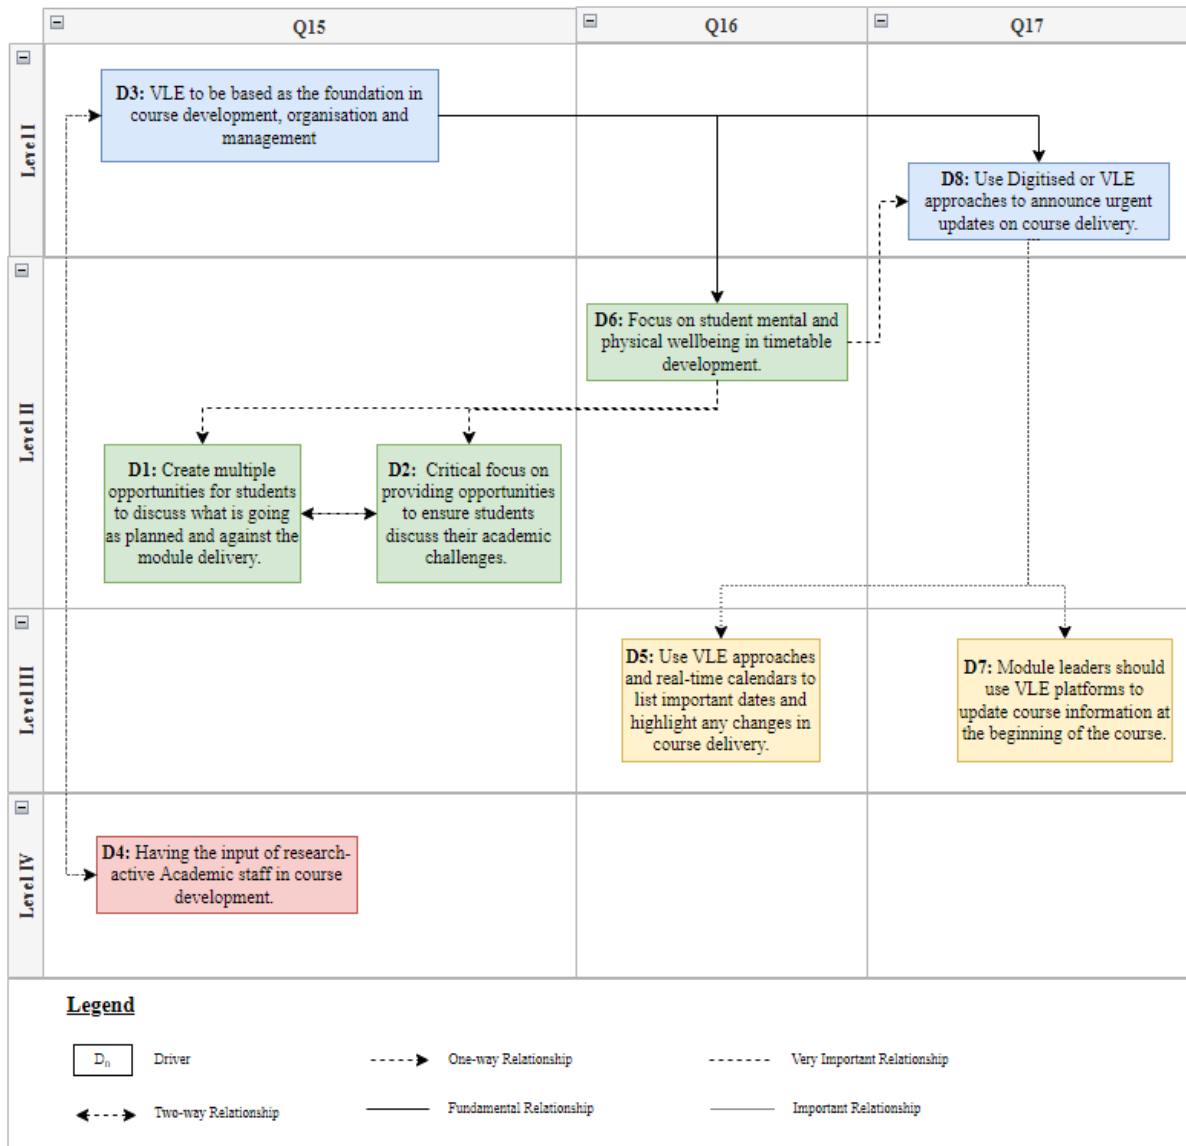 Q15
Q16
Q17
Level I
D3: VLE to be based as the foundation in
course development, organisation and
management
D8: Use Digitised or VLE
approaches to announce urgent
updates on course delivery.
Level II
D6: Focus on student mental and
physical wellbeing in timetable
development.
D1: Create multiple
opportunities for students
to discuss what is going
as planned and against the
module delivery.
D2: Critical focus on
providing opportunities
to ensure students
discuss their academic
challenges.
Level III
D5: Use VLE approaches
and real-time calendars to
list important dates and
highlight any changes in
course delivery.
D7: Module leaders should
use VLE platforms to
update course information at
the beginning of the course.
Level IV
D4: Having the input of research-
active Academic staff in course
development.
Legend
Dn
Driver
One-way Relationship
Very Important Relationship
Two-way Relationship
Fundamental Relationship
Important Relationship